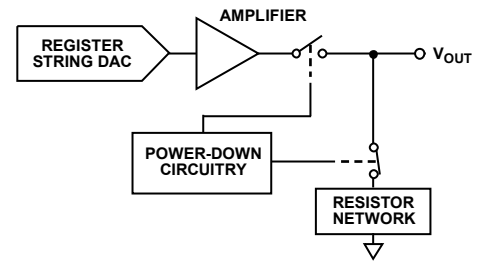 AMPLIFIER
REGISTER
STRING DAC
VOUT
POWER-DOWN
CIRCUITRY
RESISTOR
NETWORK